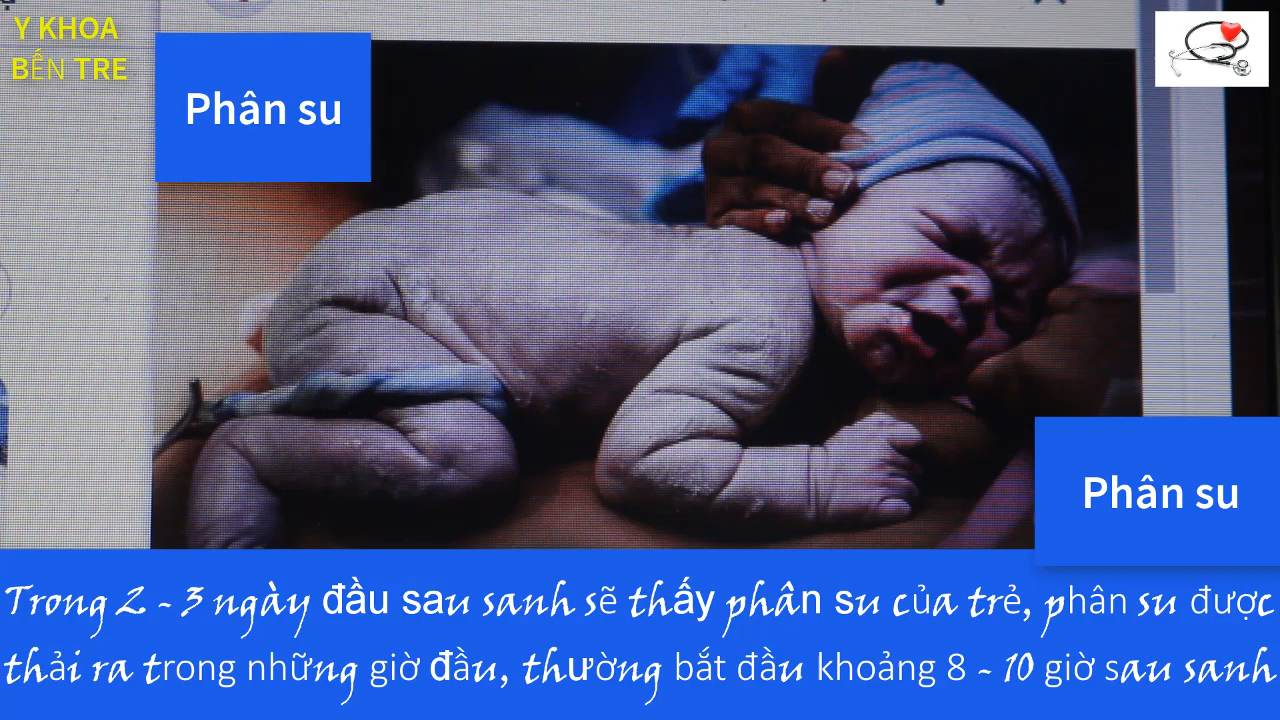 Y KHOA
BẾN TRE
Phân su
Phân su
Trong 2 - 3 ngày đầu sau sanh sẽ thấy phân su của trẻ, phân su được
thải ra trong những giờ đầu, thường bắt đầu khoảng 8 - 10 giờ sau sanh